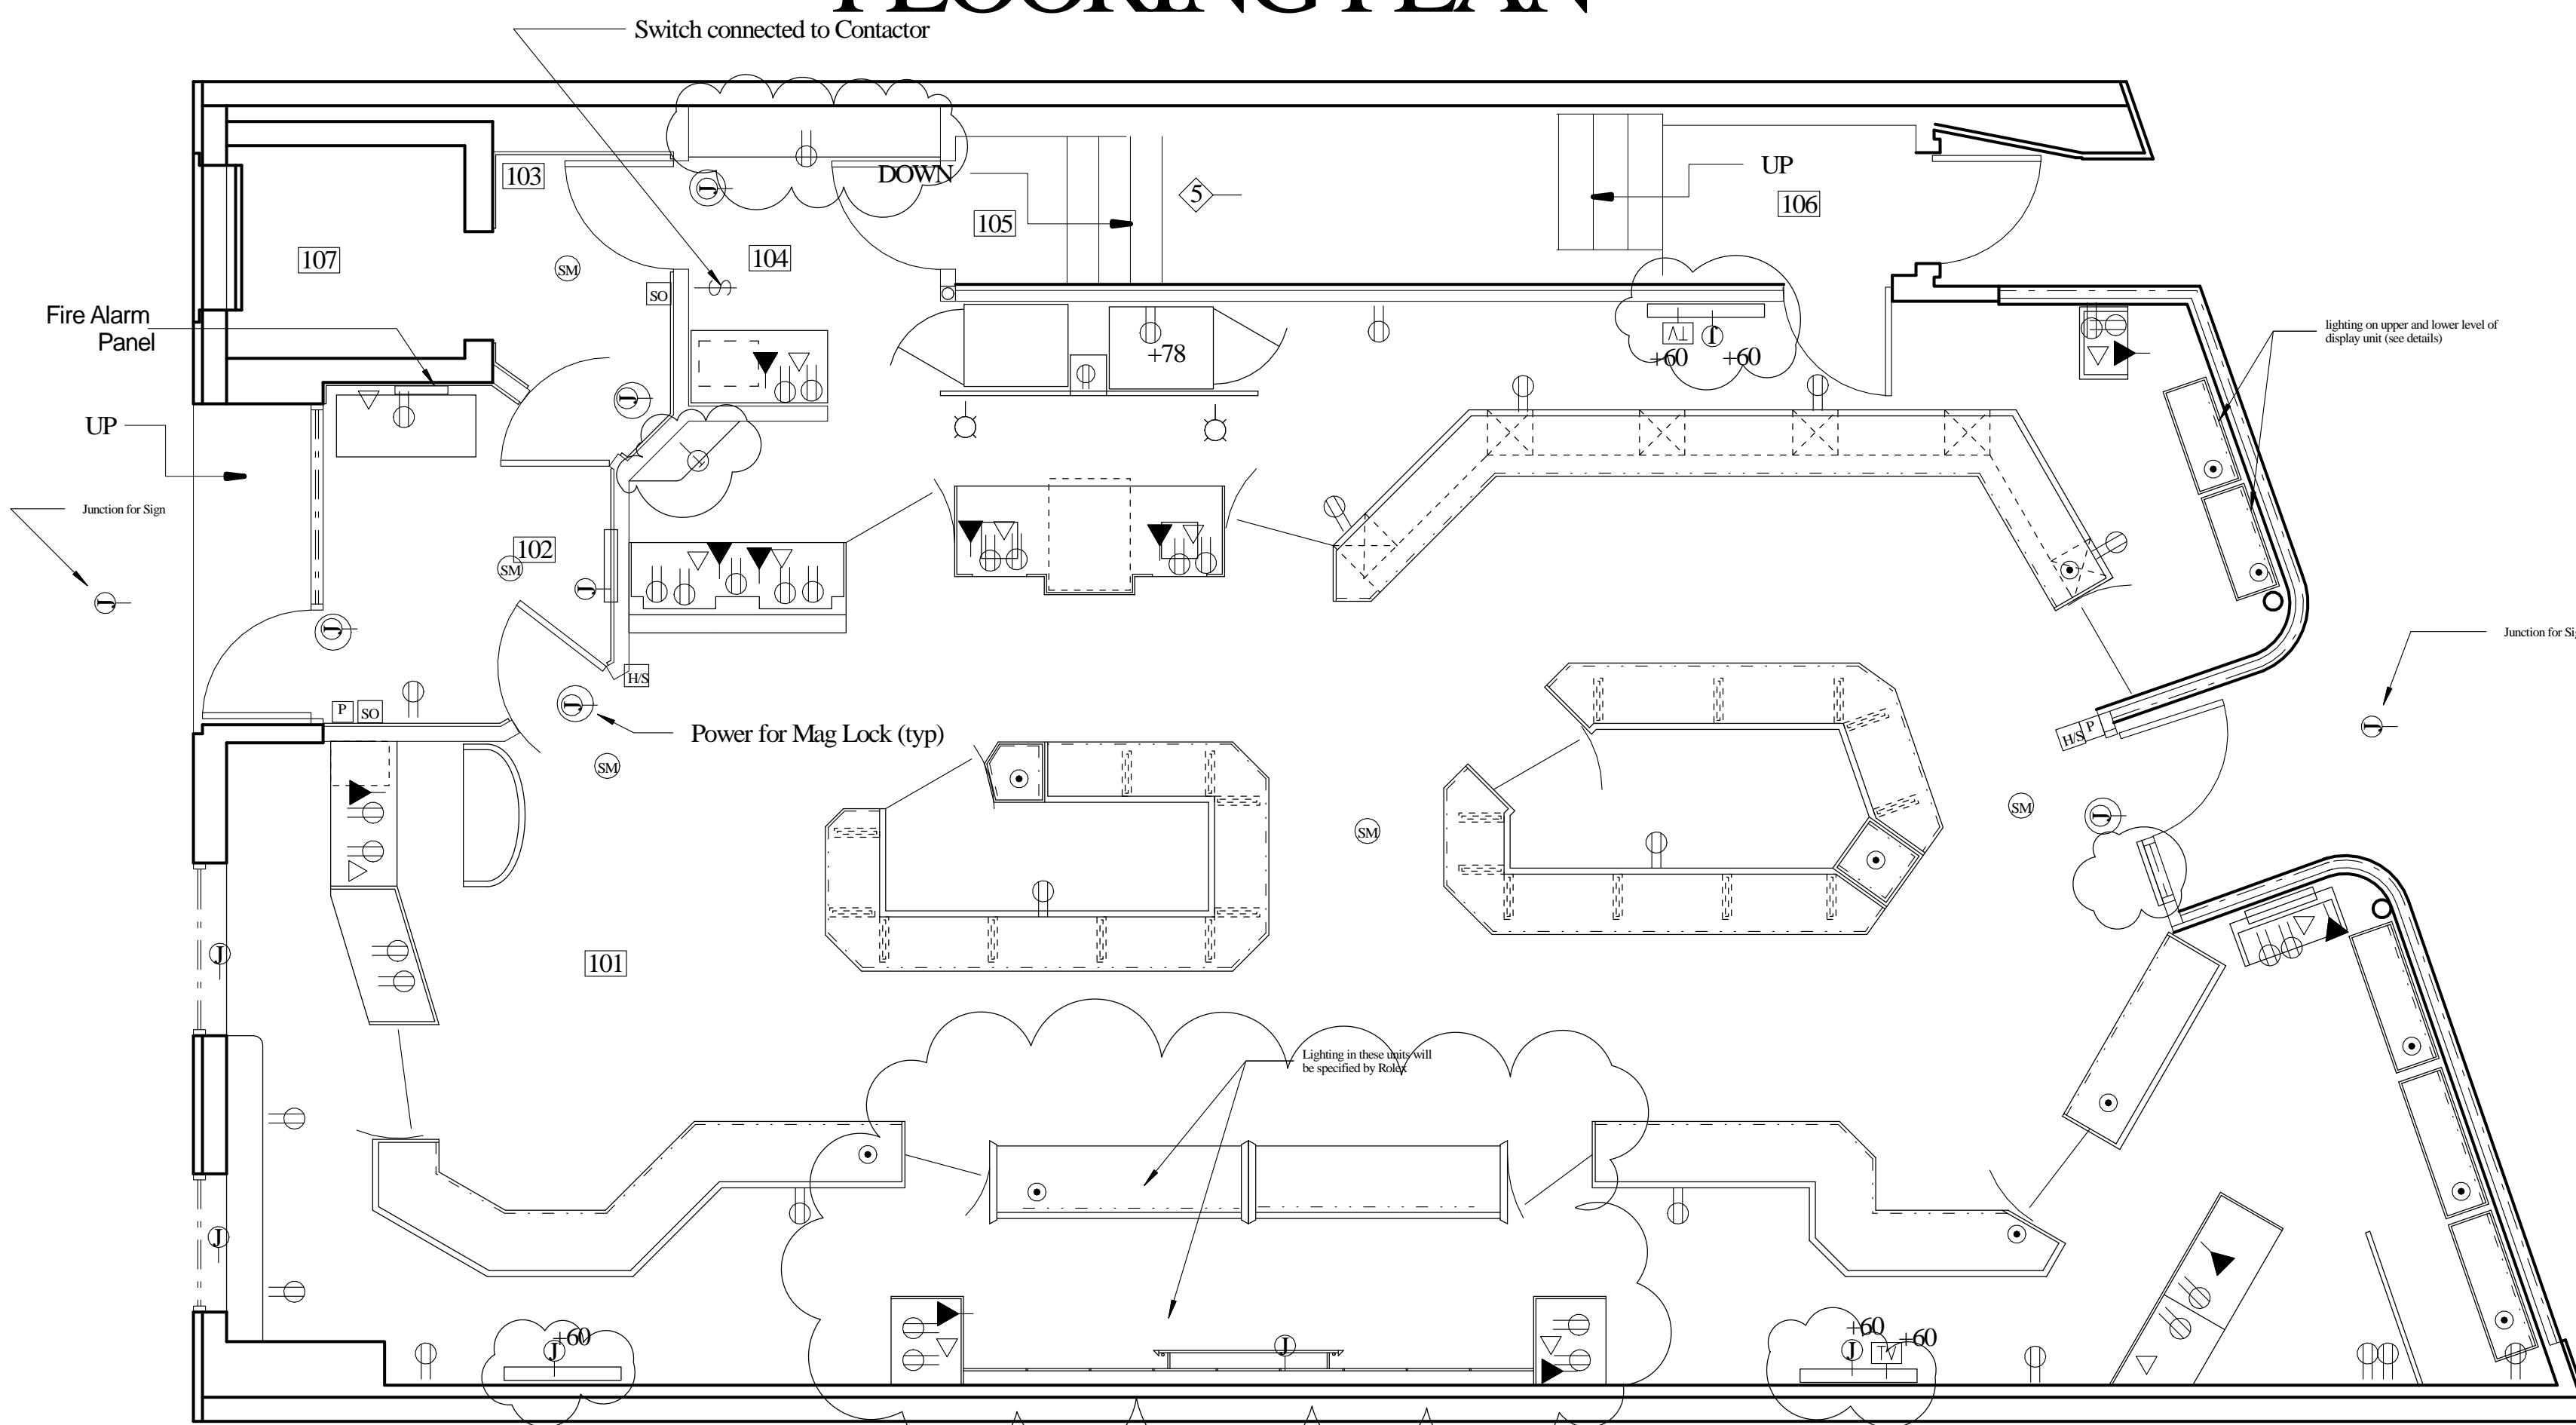 FLOORING PLAN
Switch connected to Contactor
103
J
DOWN
5
UP
105
106
104
107
SM
SO
Fire Alarm
Panel
lighting on upper and lower level of
display unit (see details)
TV
J
+78
+60
+60
J
UP
Junction for Sign
102
SM
J
J
J
Junction for Si
H/S
P
SO
J
Power for Mag Lock (typ)
H/S
P
J
SM
SM
SM
J
J
101
Lighting in these units will
be specified by Rolex
J
+60
J
J
+60
J
TV
+60